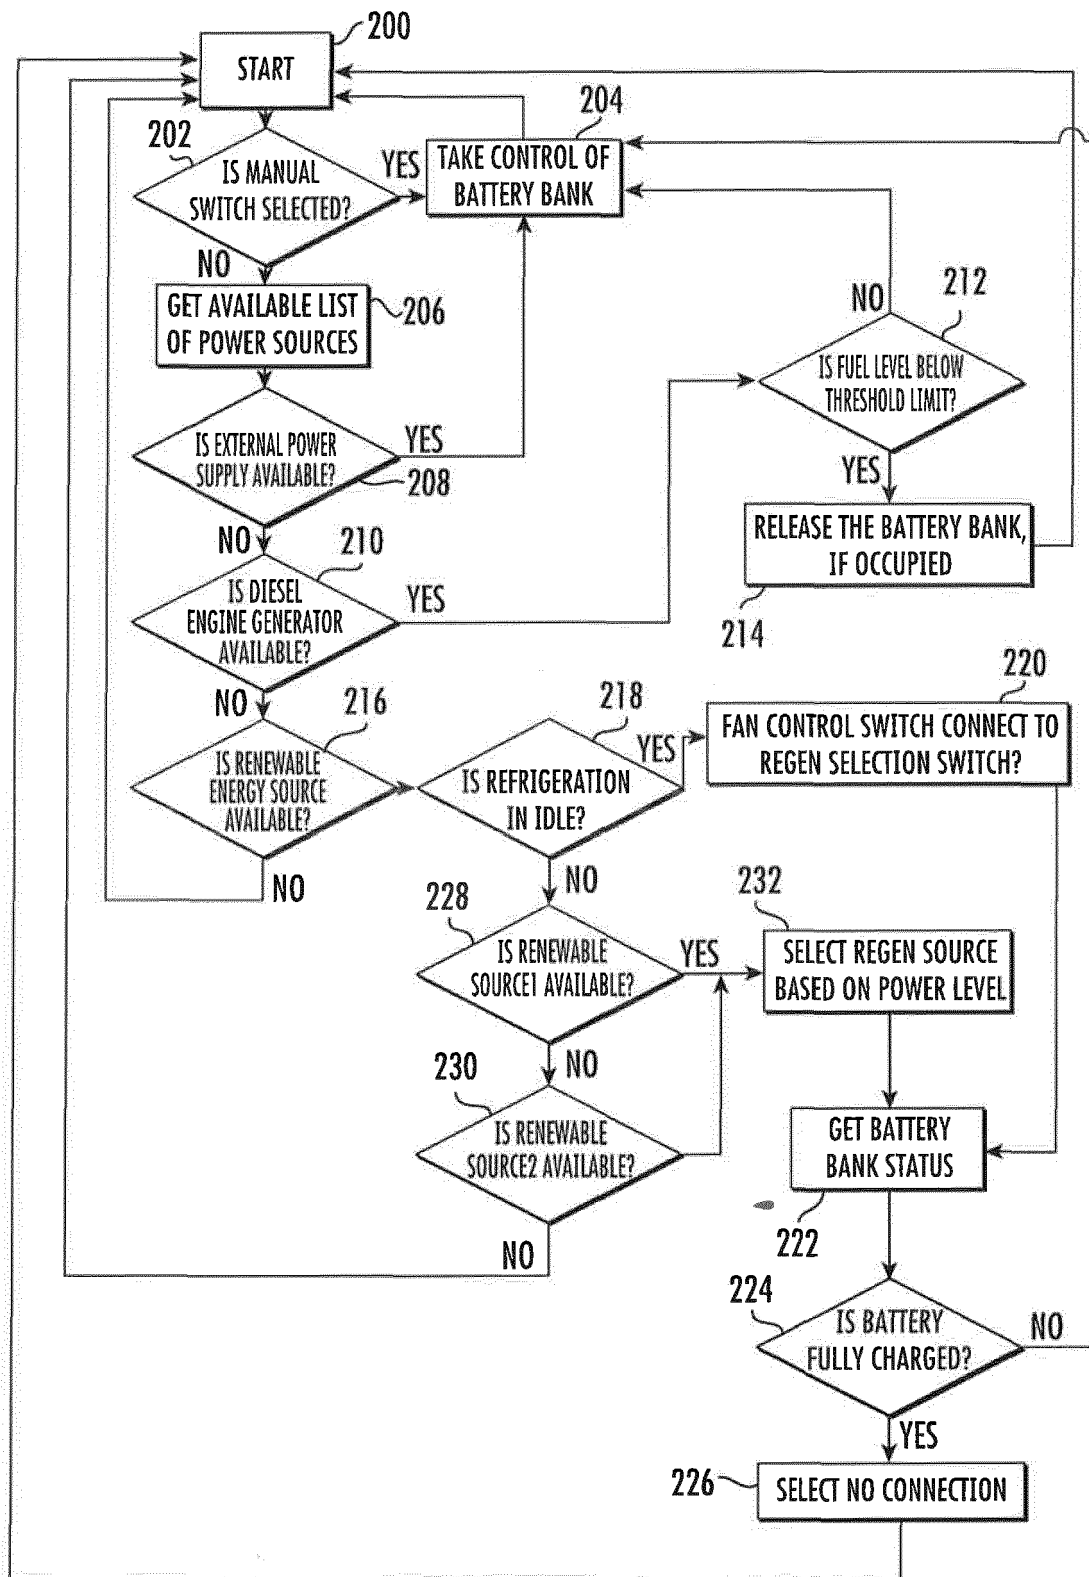 200
START
202
IS MANUAL
SWITCH SELECTED?
YES
204
TAKE CONTROL OF
BATTERY BANK
NO
GET AVAILABLE LIST
OF POWER SOURCES
206
IS EXTERNAL POWER
SUPPLY AVAILABLE?
YES
208
NO
212
IS FUEL LEVEL BELOW
THRESHOLD LIMIT?
NO
YES
RELEASE THE BATTERY BANK,
IF OCCUPIED
214
210
IS DIESEL
ENGINE GENERATOR
AVAILABLE?
YES
NO
216
IS RENEWABLE
ENERGY SOURCE
AVAILABLE?
NO
218
IS REFRIGERATION
IN IDLE?
YES
220
FAN CONTROL SWITCH CONNECT TO
REGEN SELECTION SWITCH?
NO
228
IS RENEWABLE
SOURCE1 AVAILABLE?
YES
232
SELECT REGEN SOURCE
BASED ON POWER LEVEL
NO
230
IS RENEWABLE
SOURCE2 AVAILABLE?
NO
GET BATTERY
BANK STATUS
222
224
IS BATTERY
FULLY CHARGED?
NO
YES
226
SELECT NO CONNECTION